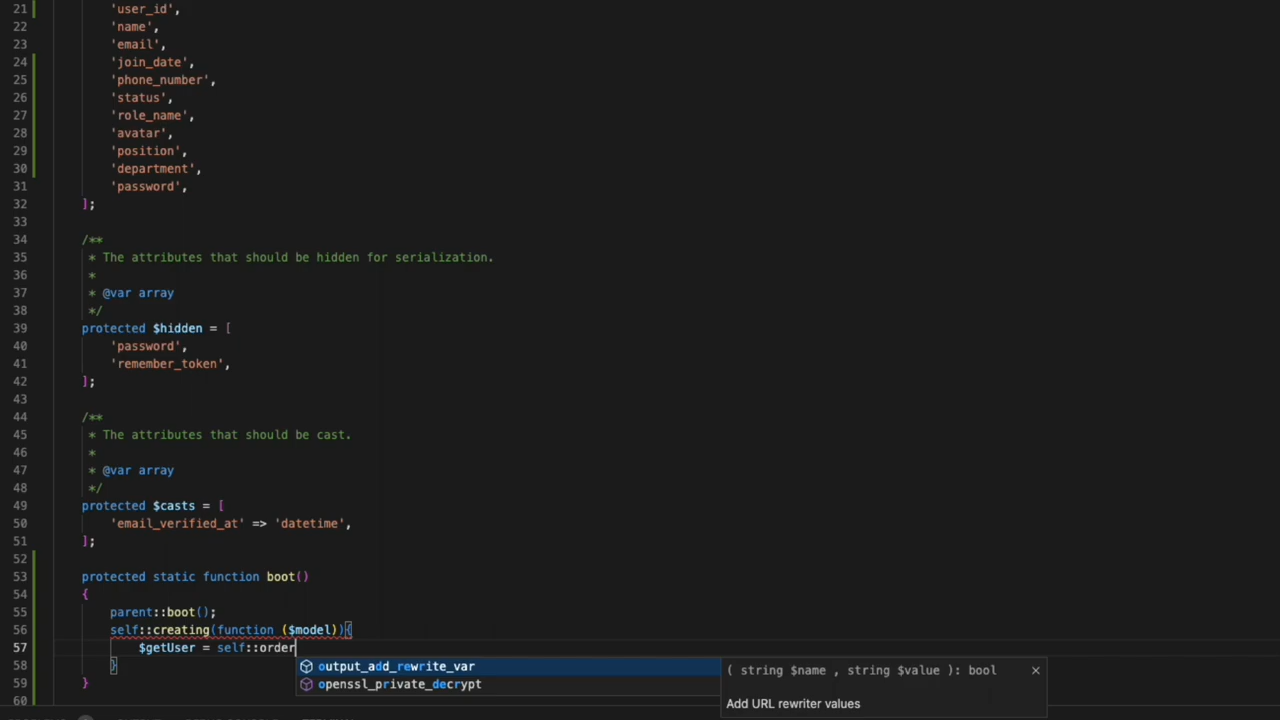 21 'user_id',
22 'name',
23 'email',
24 'join_date',
25 'phone_number',
26 'status',
27 'role_name',
28 'avatar',
29 'position',
30 'department',
31 'password',
32 ];
33
34 /**
35 * The attributes that should be hidden for serialization.
36 *
37 * @var array
38 */
39 protected $hidden = [
40 'password',
41 'remember_token',
42 ];
43
44 /**
45 * The attributes that should be cast.
46 *
47 * @var array
48 */
49 protected $casts = [
50 'email_verified_at' => 'datetime',
51 ];
52
53 protected static function boot()
54 {
55 parent::boot();
56 self::creating(function ($model)){
57 $getUser = self::order
58 }
59 }
60
output_add_rewrite_var
openssl_private_decrypt
( string $name , string $value ): bool
Add URL rewriter values